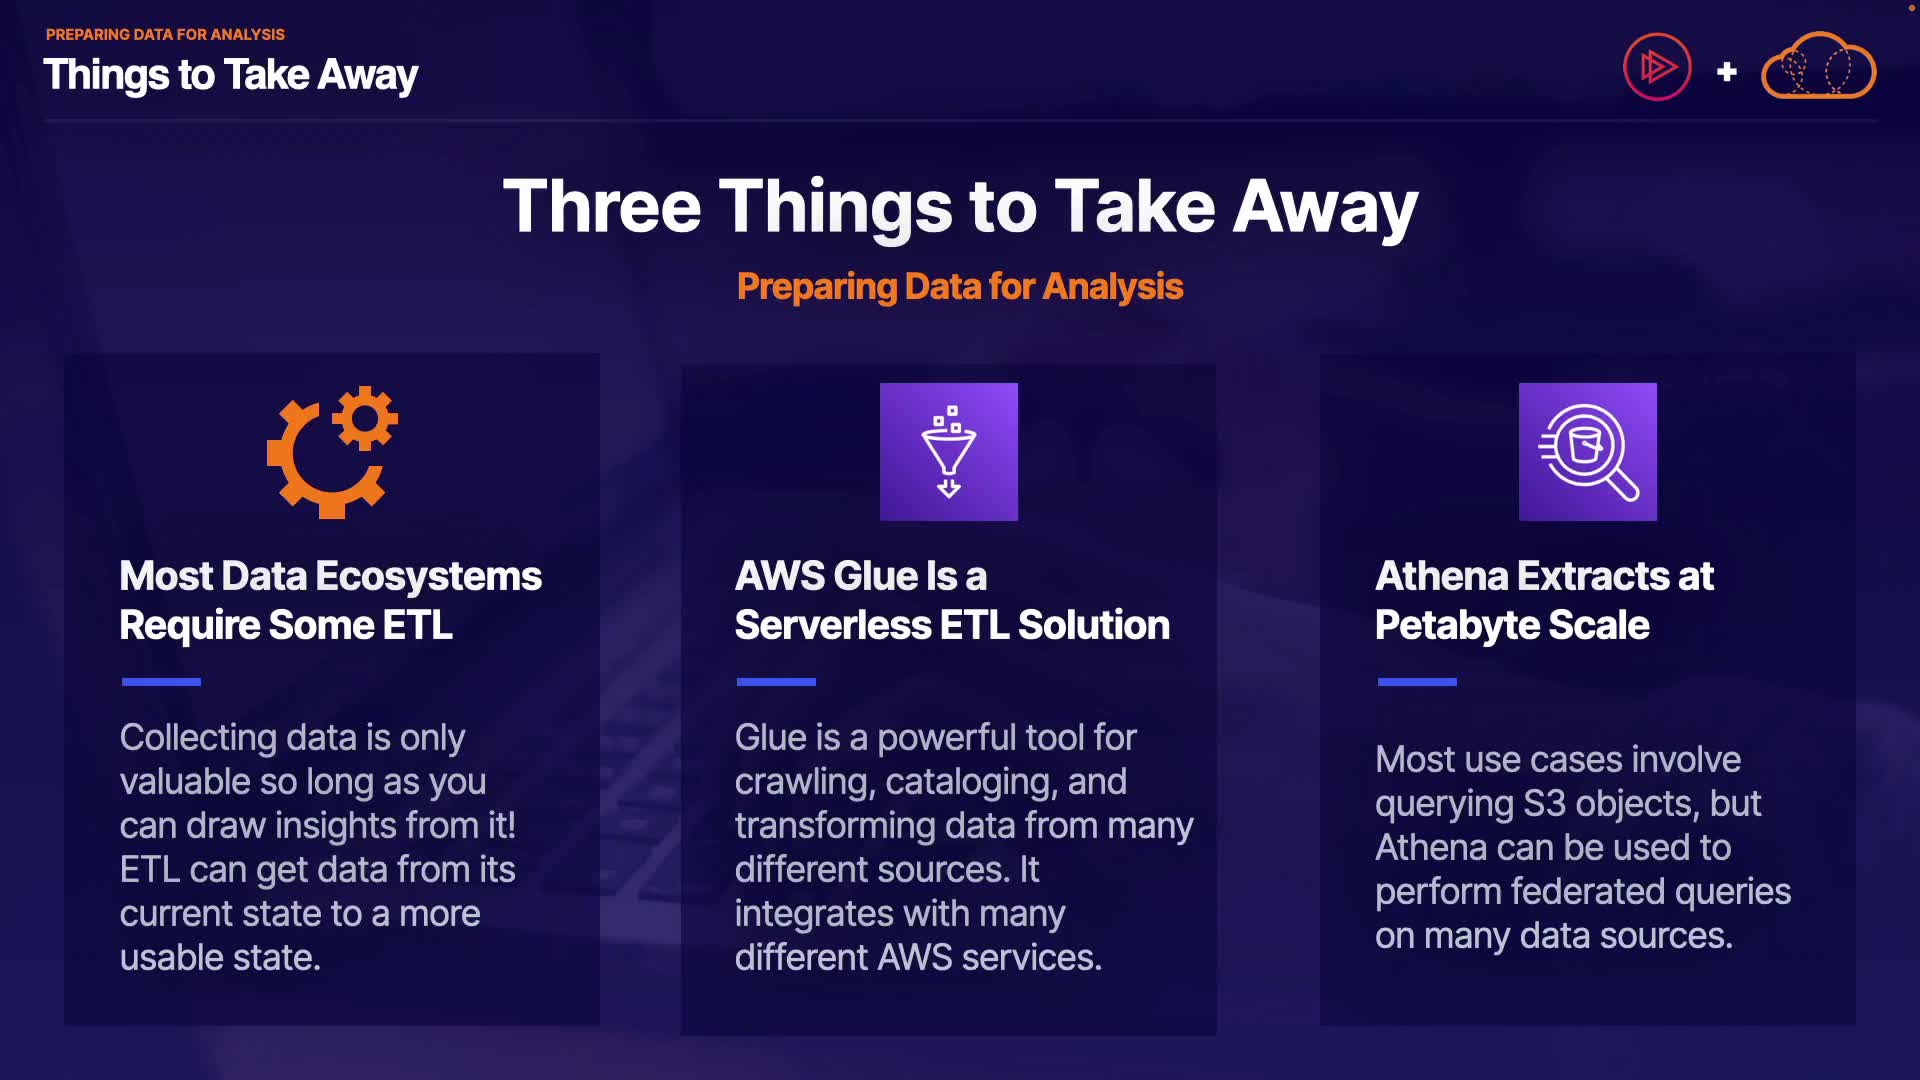 PREPARING DATA FOR ANALYSIS
Things to Take Away
Three Things to Take Away
Preparing Data for Analysis
Most Data Ecosystems
Require Some ETL
Collecting data is only
valuable so long as you
can draw insights from it!
ETL can get data from its
current state to a more
usable state.
AWS Glue Is a
Serverless ETL Solution
Glue is a powerful tool for
crawling, cataloging, and
transforming data from many
different sources. It
integrates with many
different AWS services.
Athena Extracts at
Petabyte Scale
Most use cases involve
querying S3 objects, but
Athena can be used to
perform federated queries
on many data sources.